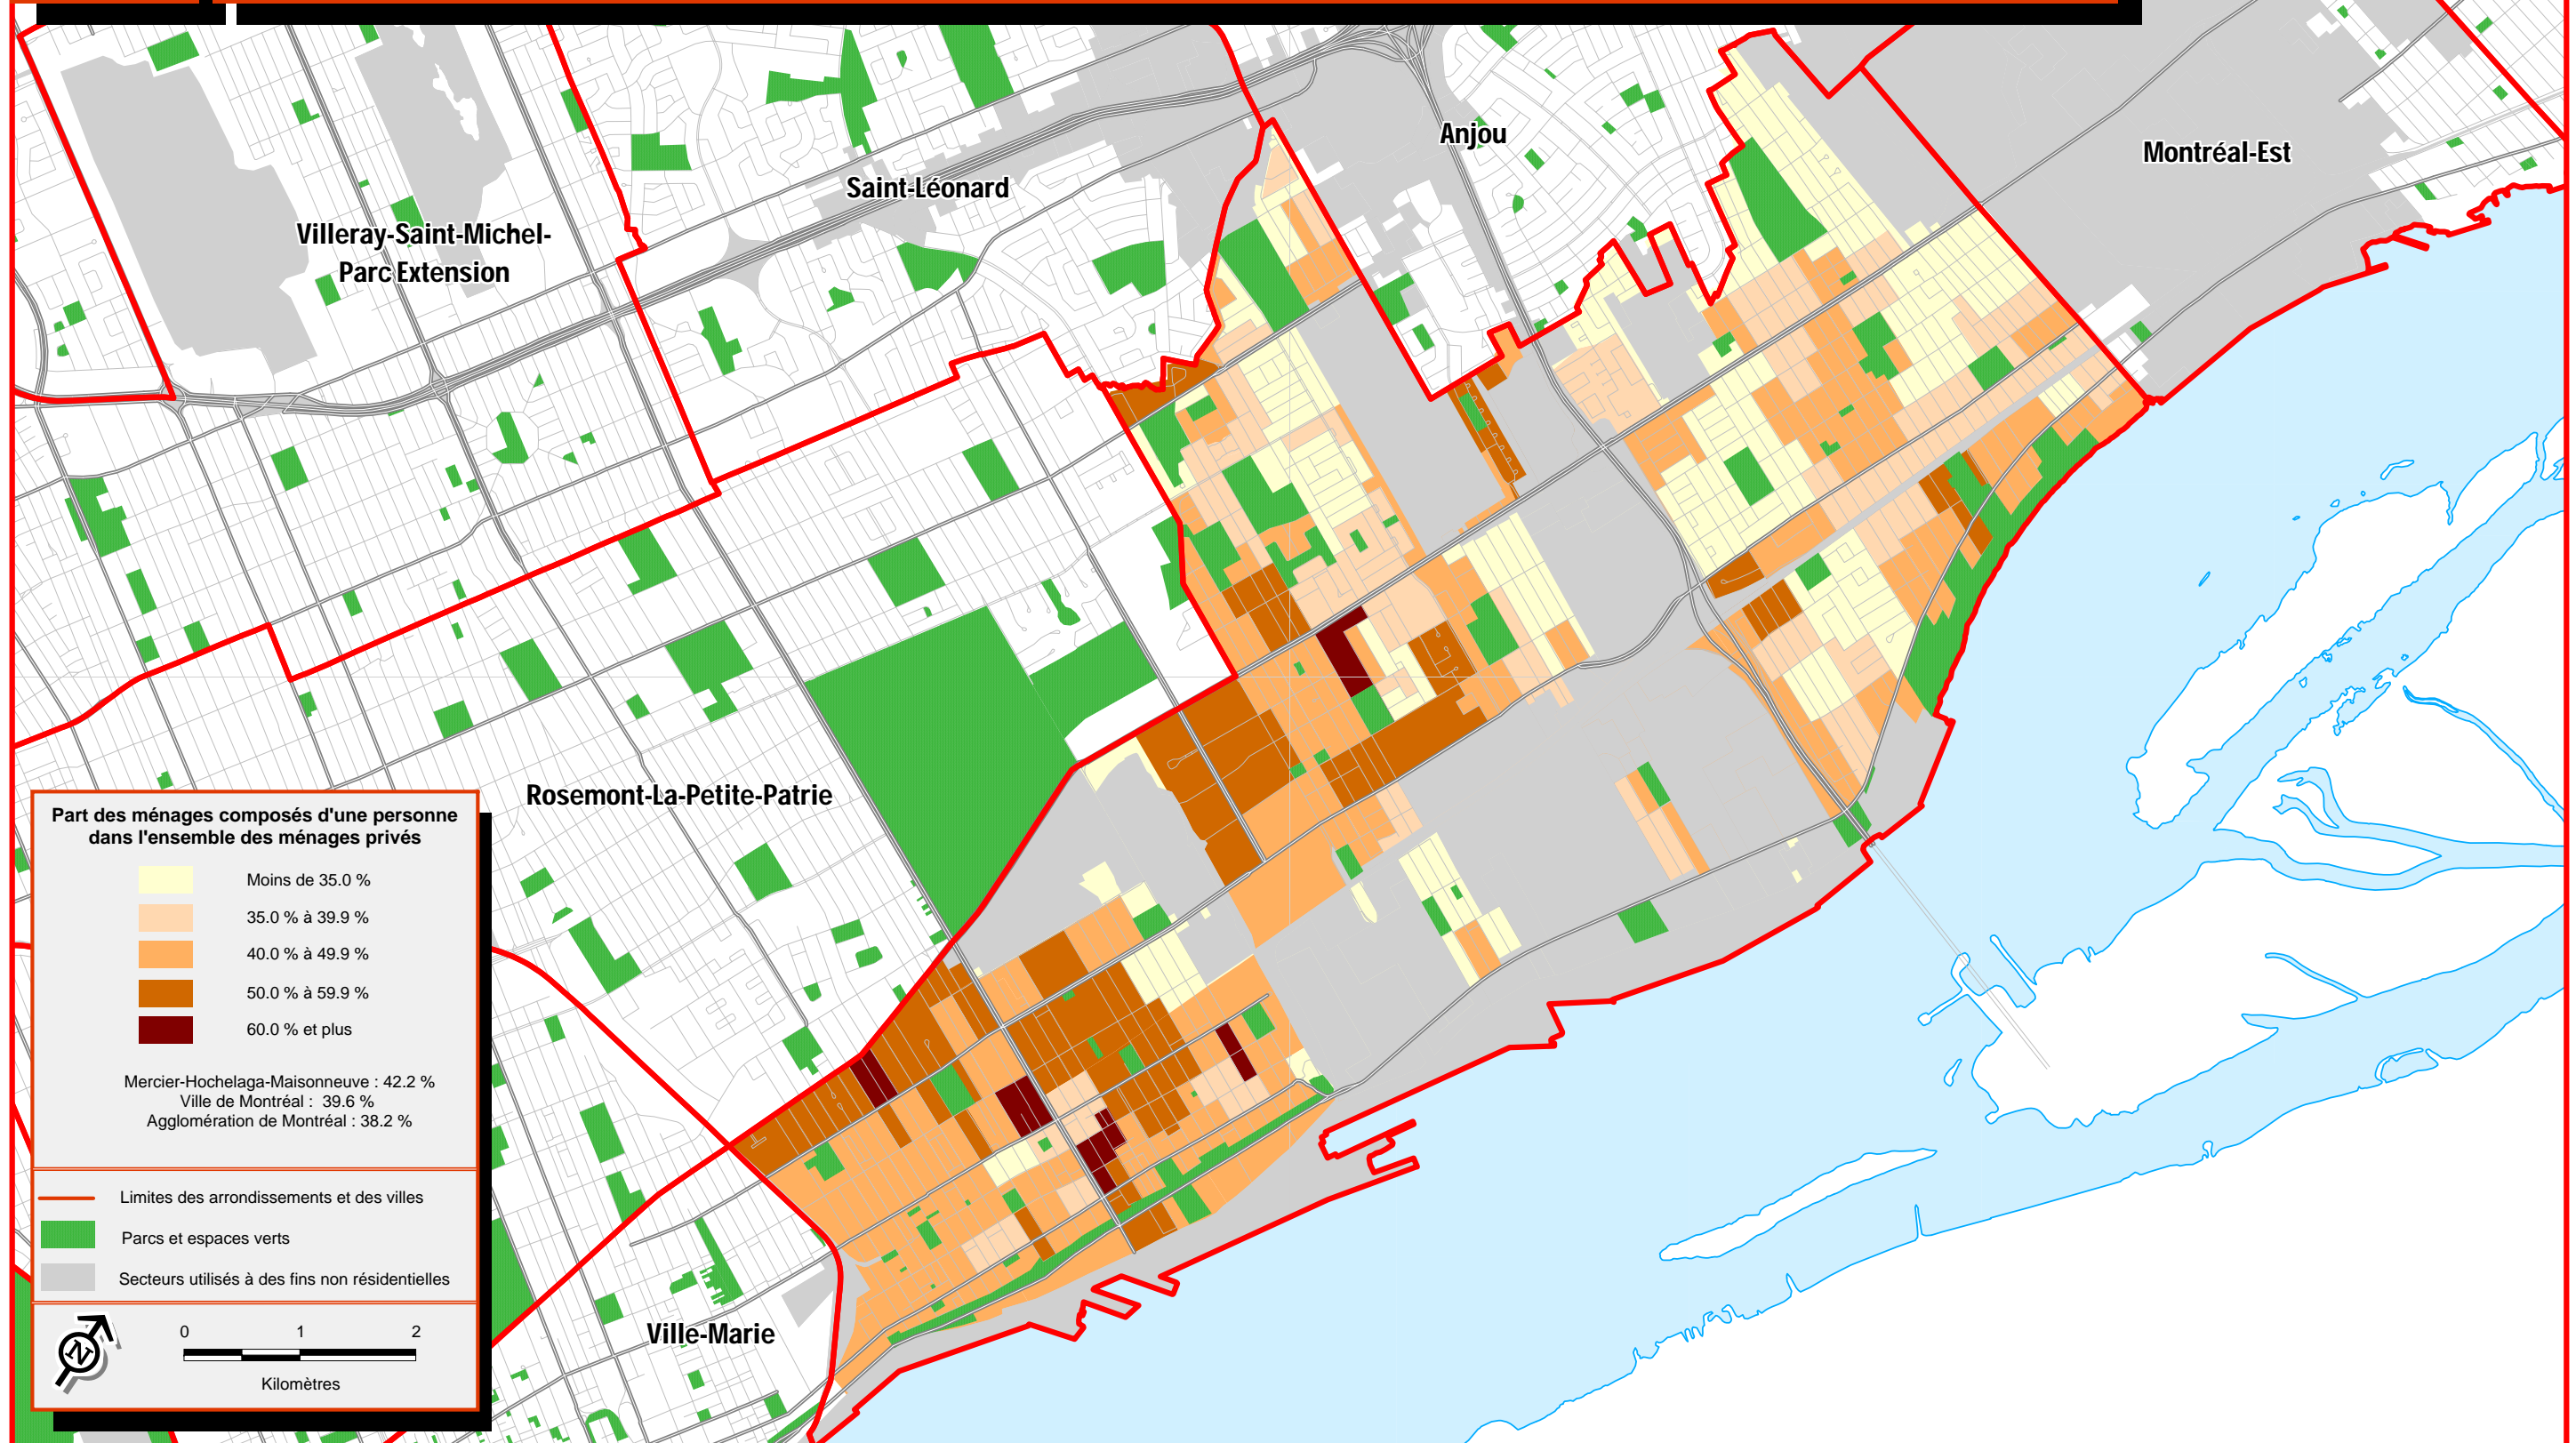 Anjou
Montréal-Est
Saint-Léonard
Villeray-Saint-Michel-
Parc Extension
Rosemont-La-Petite-Patrie
Ville-Marie
Part des ménages composés d'une personne
dans l'ensemble des ménages privés
Moins de 35.0 %
35.0 % à 39.9 %
40.0 % à 49.9 %
50.0 % à 59.9 %
60.0 % et plus
Mercier-Hochelaga-Maisonneuve : 42.2 %
Ville de Montréal : 39.6 %
Agglomération de Montréal : 38.2 %
Limites des arrondissements et des villes
Parcs et espaces verts
Secteurs utilisés à des fins non résidentielles
N
0 1 2
Kilomètres